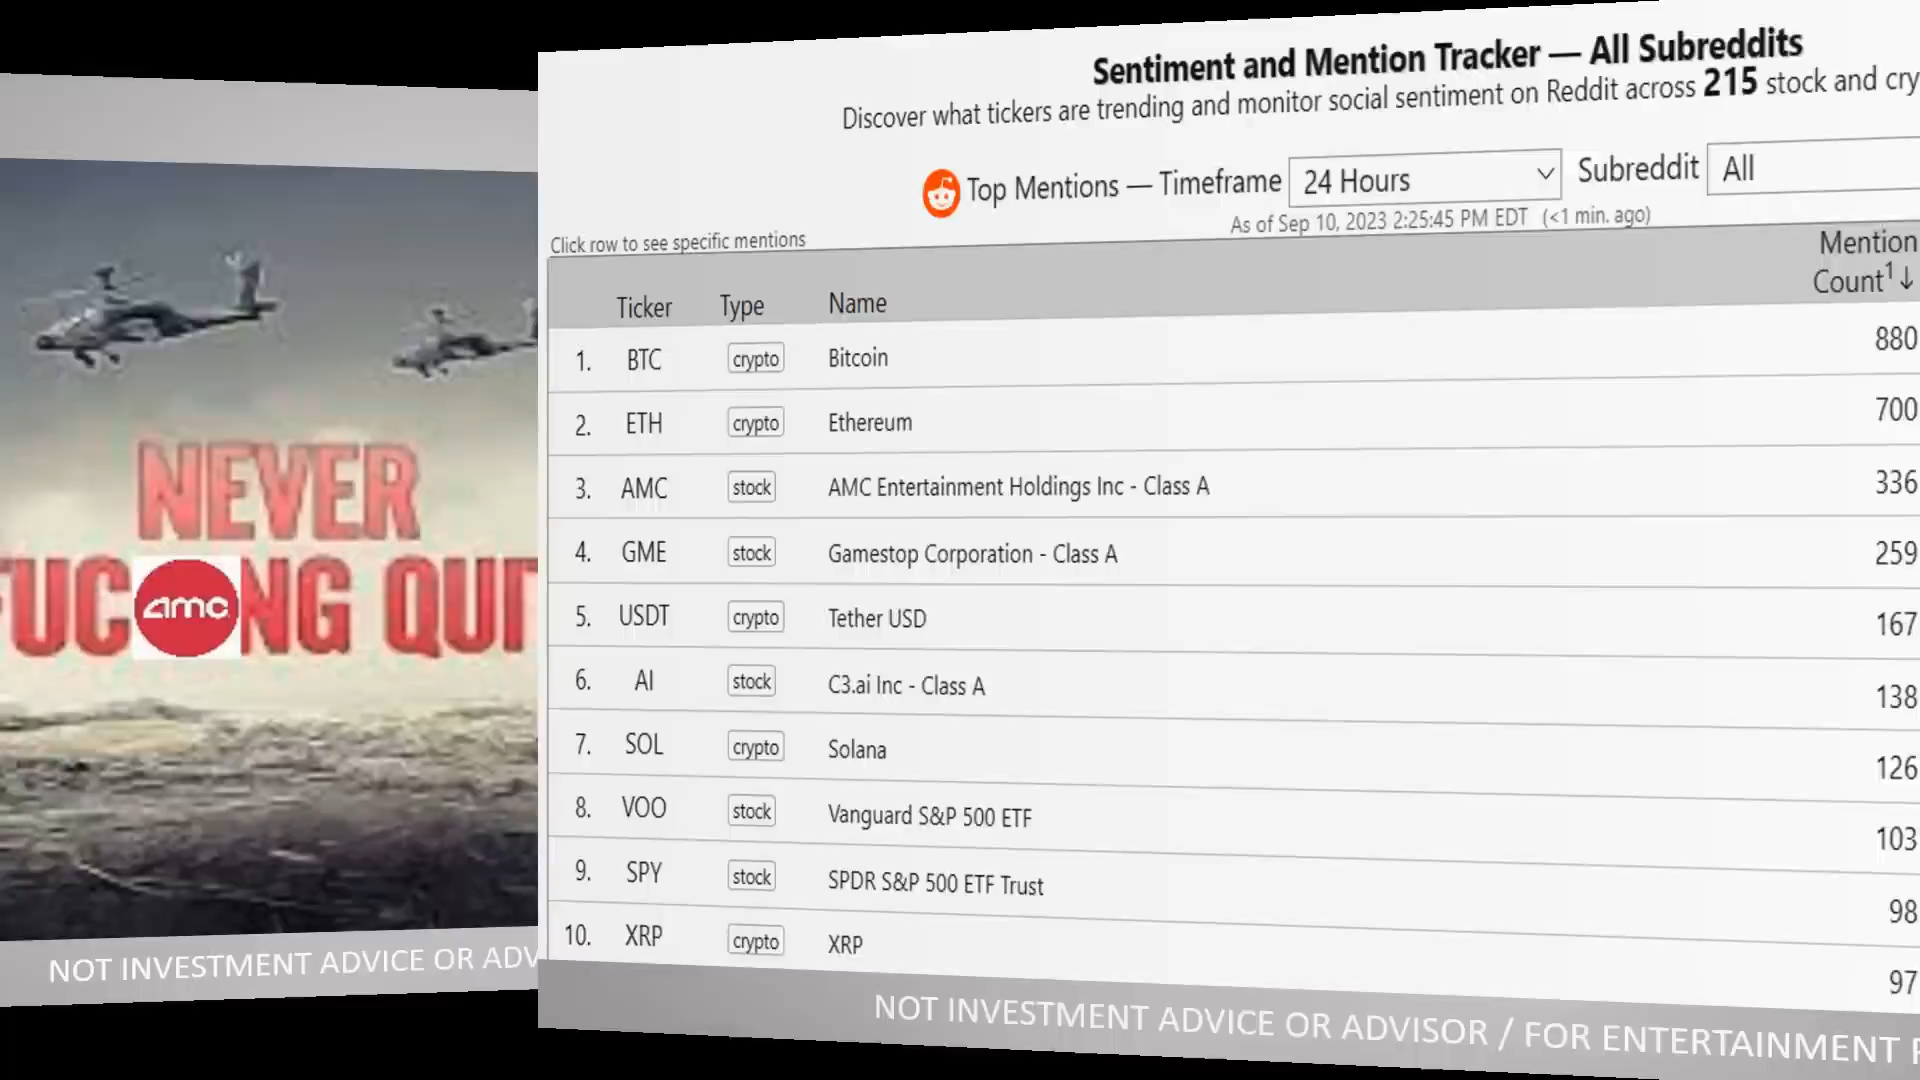 NEVER
FUC amc NG QUIT
NOT INVESTMENT ADVICE OR ADV
Sentiment and Mention Tracker — All Subreddits
Discover what tickers are trending and monitor social sentiment on Reddit across 215 stock and cry
Top Mentions — Timeframe 24 Hours Subreddit All
As of Sep 10, 2023 2:25:45 PM EDT (<1 min. ago)
Click row to see specific mentions
Ticker Type Name Mention Count¹↓
1. BTC crypto Bitcoin 880
2. ETH crypto Ethereum 700
3. AMC stock AMC Entertainment Holdings Inc - Class A 336
4. GME stock Gamestop Corporation - Class A 259
5. USDT crypto Tether USD 167
6. AI stock C3.ai Inc - Class A 138
7. SOL crypto Solana 126
8. VOO stock Vanguard S&P 500 ETF 103
9. SPY stock SPDR S&P 500 ETF Trust 98
10. XRP crypto XRP 97
NOT INVESTMENT ADVICE OR ADVISOR / FOR ENTERTAINMENT P